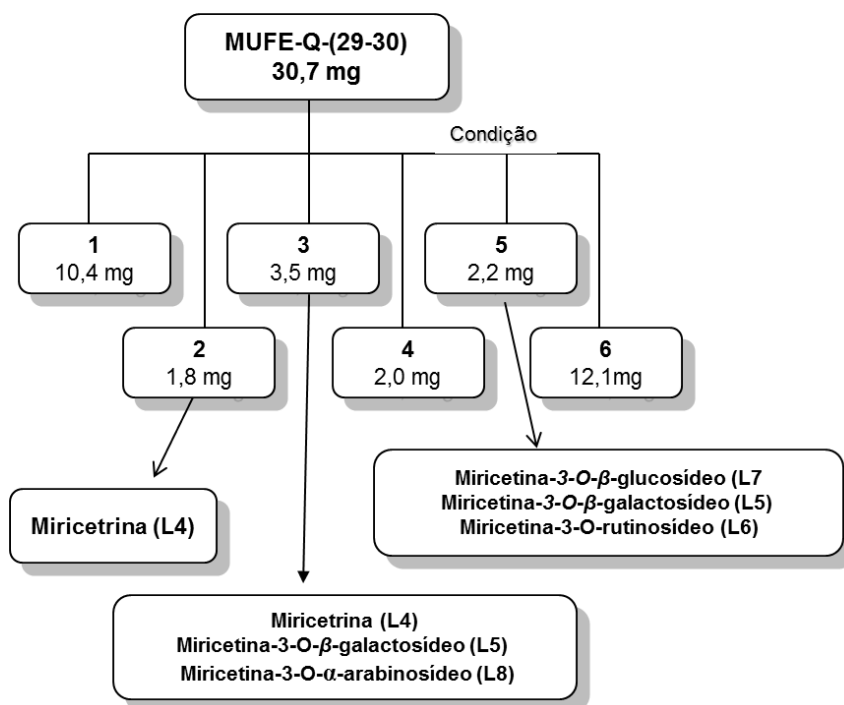 MUFE-Q-(29-30)
30,7 mg
Condição
1
10,4 mg
3
3,5 mg
5
2,2 mg
2
1,8 mg
4
2,0 mg
6
12,1mg
Miricetrina (L4)
Miricetina-3-O-β-glucosídeo (L7
Miricetina-3-O-β-galactosídeo (L5)
Miricetina-3-O-rutinosídeo (L6)
Miricetrina (L4)
Miricetina-3-O-β-galactosídeo (L5)
Miricetina-3-O-α-arabinosídeo (L8)